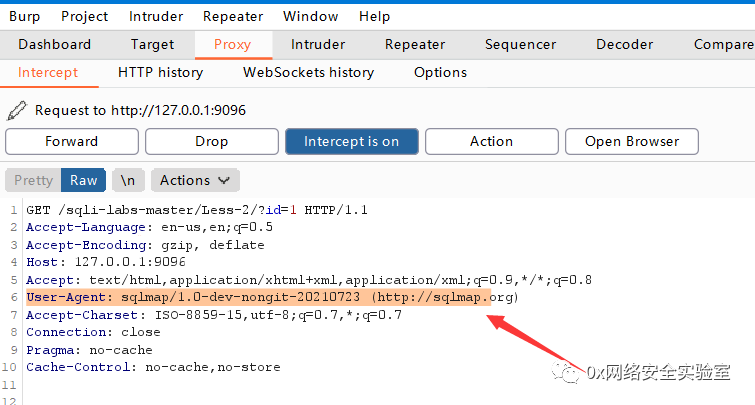 Burp Project Intruder Repeater Window Help
Dashboard Target Proxy Intruder Repeater Sequencer Decoder Compare
Intercept HTTP history WebSockets history Options
Request to http://127.0.0.1:9096
Forward Drop Intercept is on Action Open Browser
Pretty Raw \n Actions
1 GET /sqli-labs-master/Less-2/?id=1 HTTP/1.1
2 Accept-Language: en-us,en;q=0.5
3 Accept-Encoding: gzip, deflate
4 Host: 127.0.0.1:9096
5 Accept: text/html,application/xhtml+xml,application/xml;q=0.9,*/*;q=0.8
6 User-Agent: sqlmap/1.0-dev-nongit-20210723 (http://sqlmap.org)
7 Accept-Charset: ISO-8859-15,utf-8;q=0.7,*;q=0.7
8 Connection: close
9 Pragma: no-cache
10 Cache-Control: no-cache,no-store
11
12
0x网络安全实验室